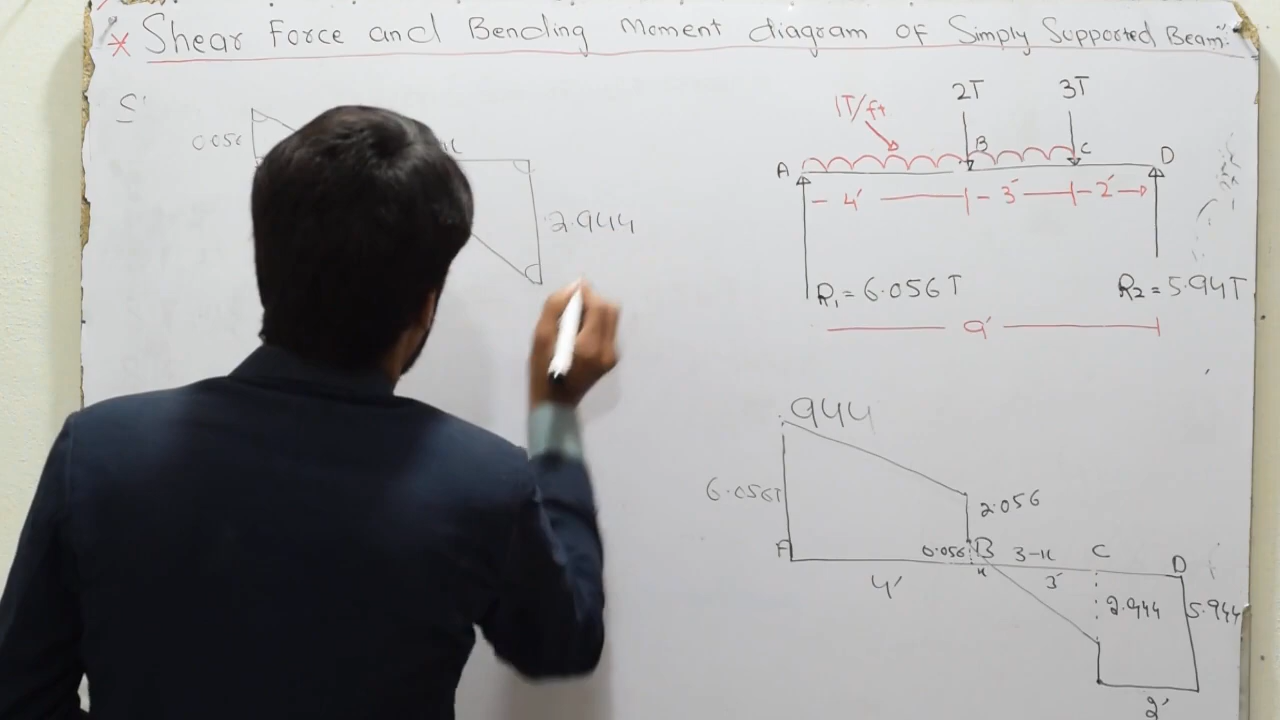 * Shear Force and Bending Moment diagram of Simply Supported Beam:-
S'
0.056
2.944
2T 3T
1T/ft
A B C D
4' 3' 2'
R1 = 6.056T R2 = 5.94T
9'
944
6.056T
2.056
A 0.056 B 3-x C D
4' x 3' 2.944 5.944
2'